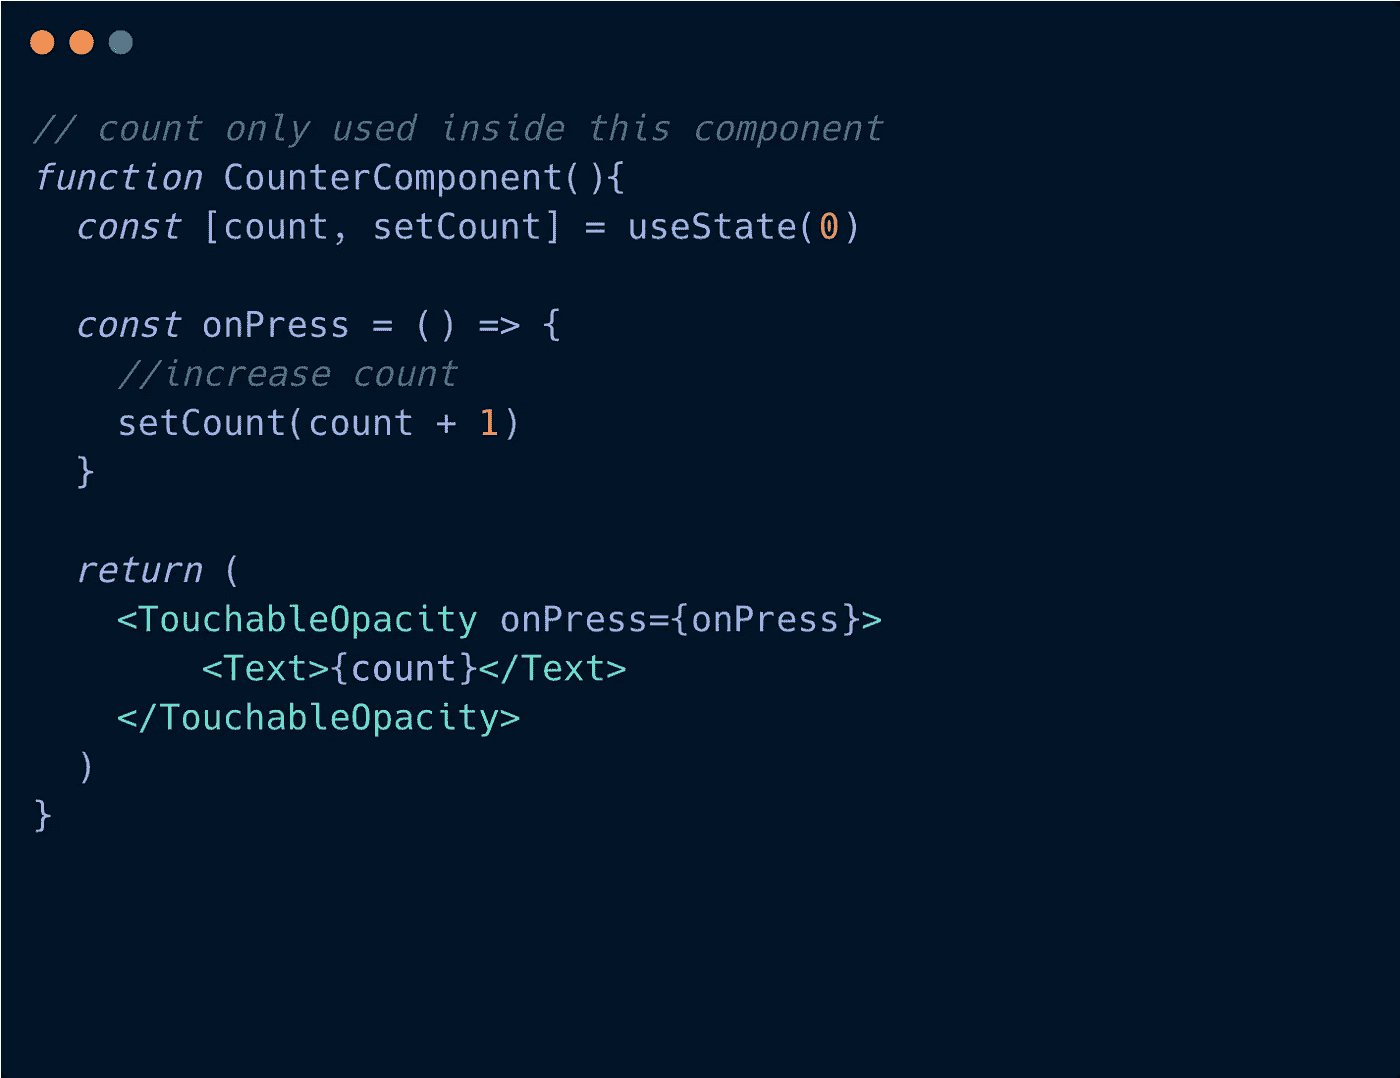 // count only used inside this component
function CounterComponent(){
  const [count, setCount] = useState(0)

  const onPress = () => {
    //increase count
    setCount(count + 1)
  }

  return (
    <TouchableOpacity onPress={onPress}>
        <Text>{count}</Text>
    </TouchableOpacity>
  )
}